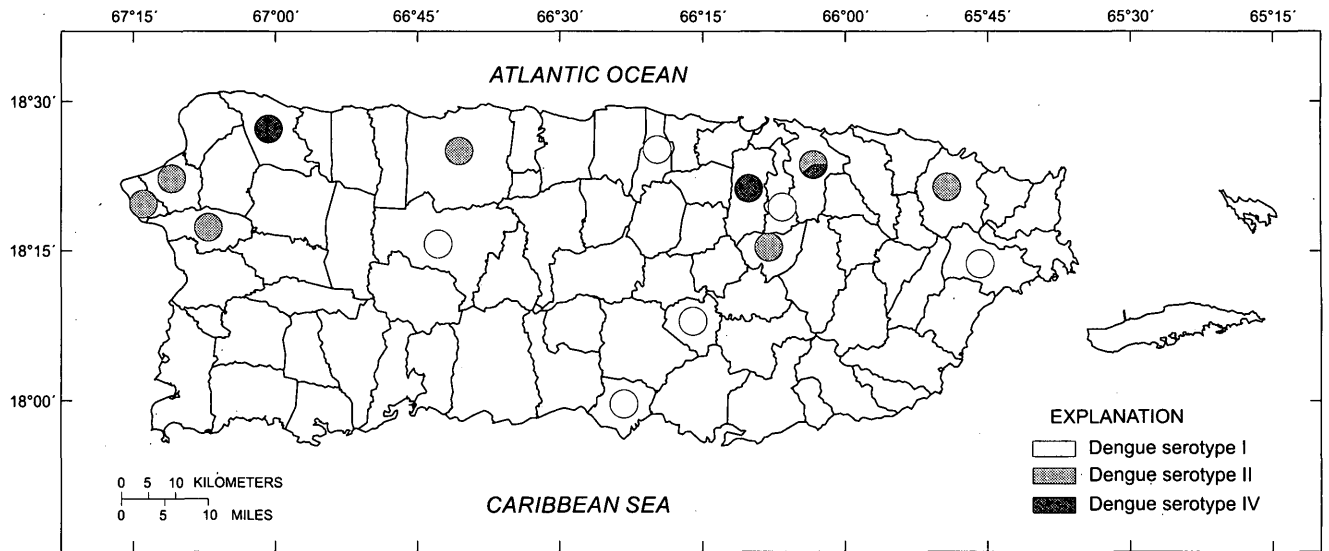 67°15´ 67°00´ 66°45´ 66°30´ 66°15´ 66°00´ 65°45´ 65°30´ 65°15´
ATLANTIC OCEAN
18°30´
18°15´
18°00´
EXPLANATION
Dengue serotype I
Dengue serotype II
Dengue serotype IV
0 5 10 KILOMETERS
0 5 10 MILES
CARIBBEAN SEA